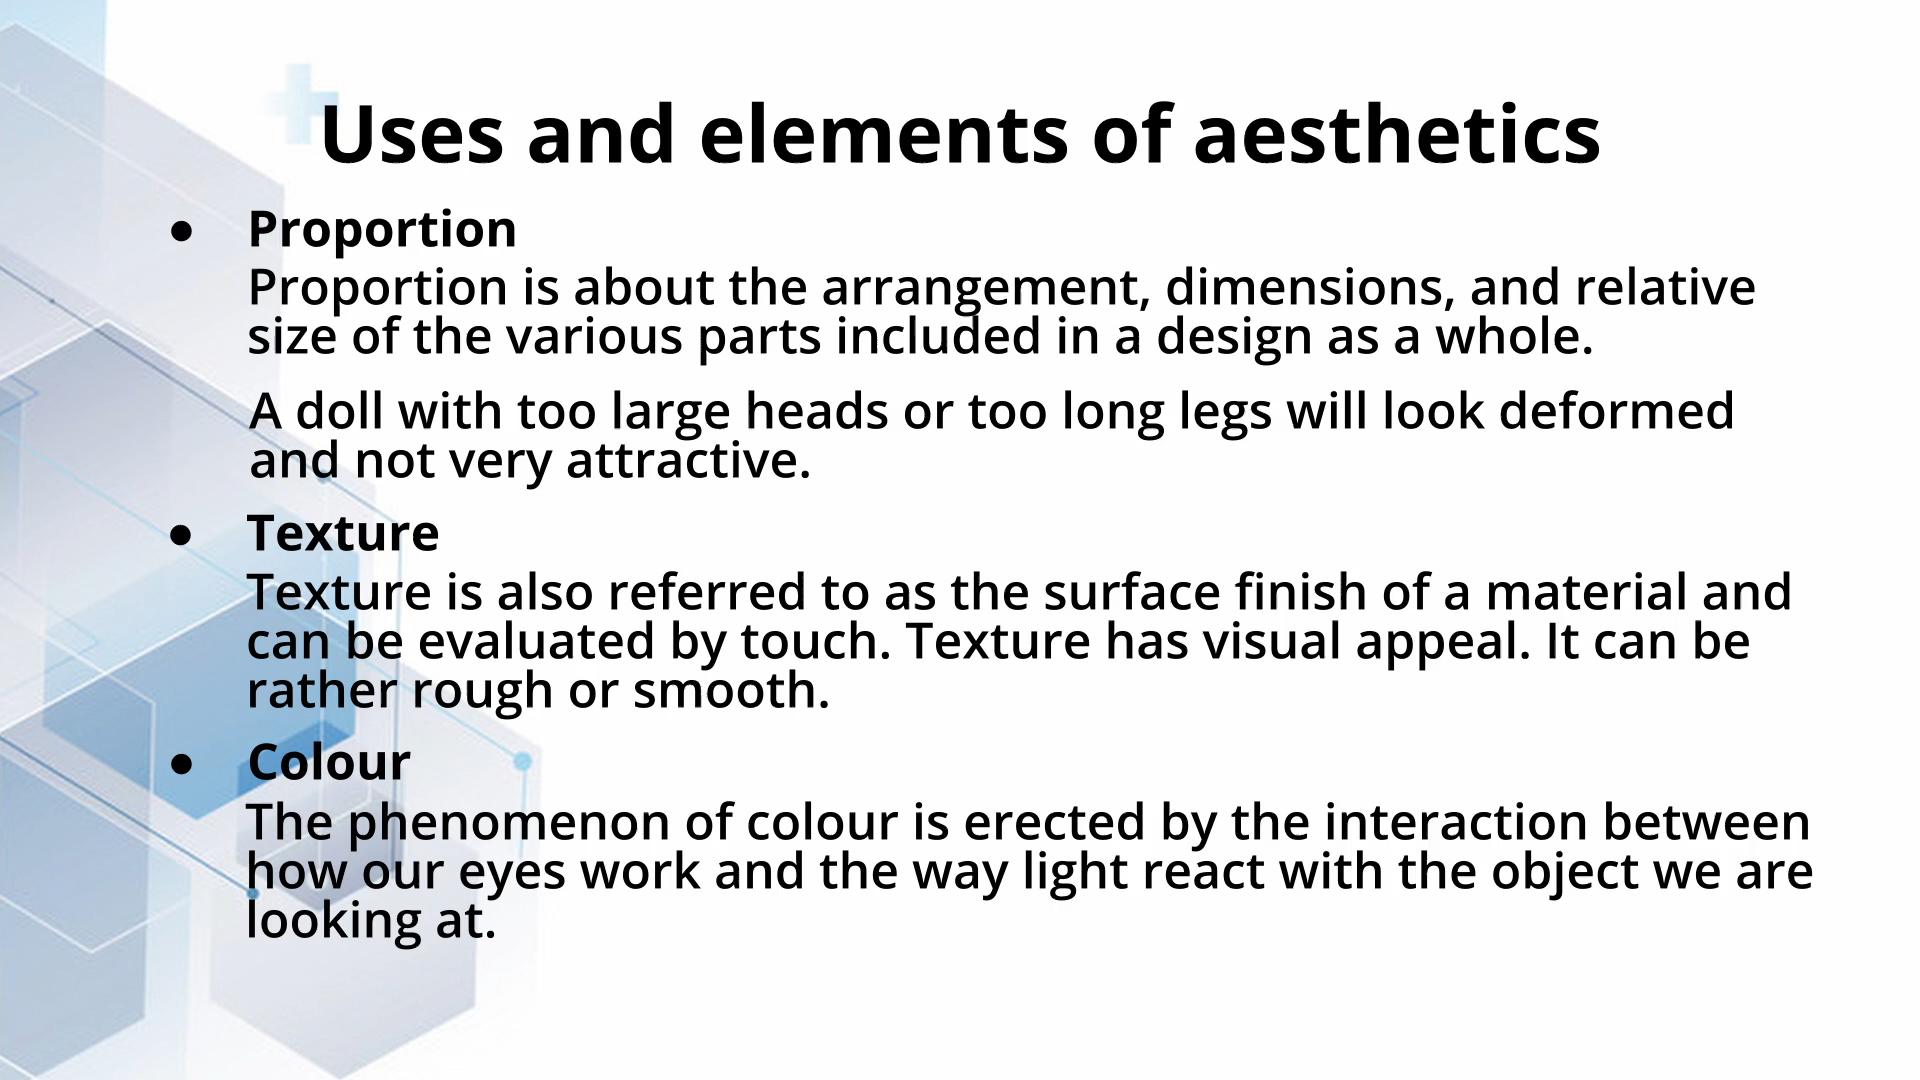 Uses and elements of aesthetics
● Proportion
Proportion is about the arrangement, dimensions, and relative
size of the various parts included in a design as a whole.
A doll with too large heads or too long legs will look deformed
and not very attractive.
● Texture
Texture is also referred to as the surface finish of a material and
can be evaluated by touch. Texture has visual appeal. It can be
rather rough or smooth.
● Colour
The phenomenon of colour is erected by the interaction between
how our eyes work and the way light react with the object we are
looking at.